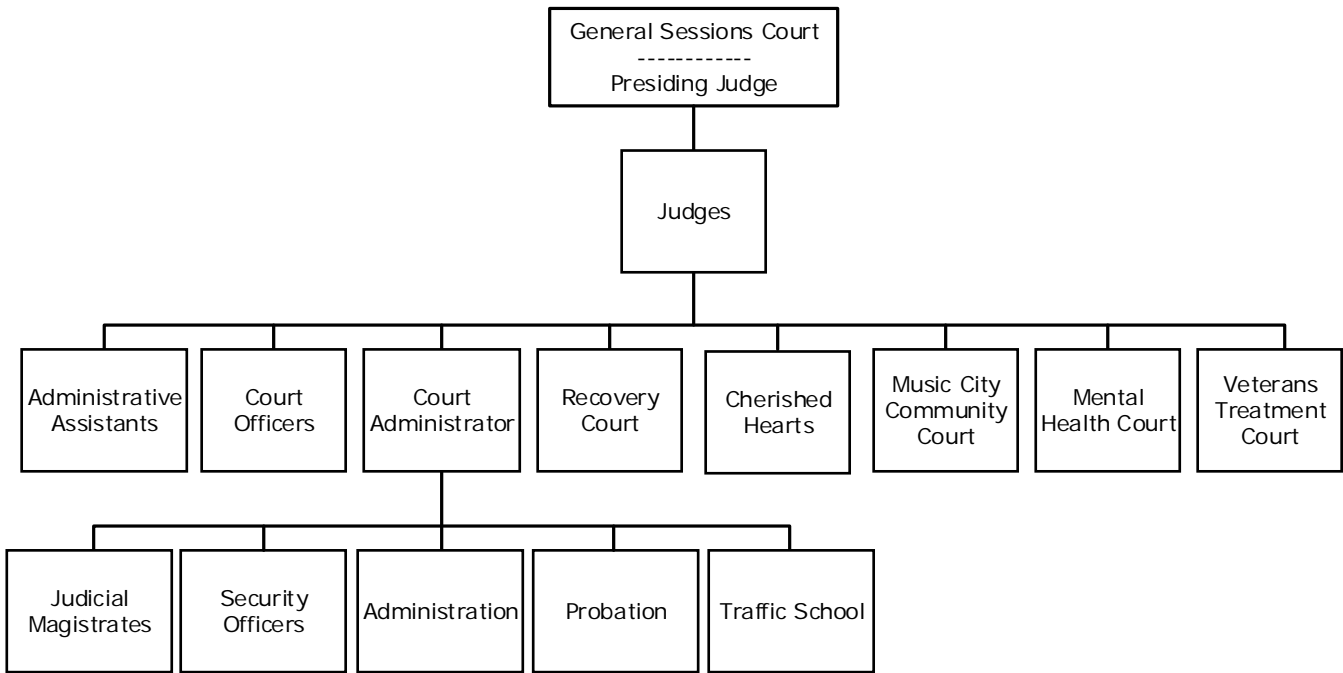 General Sessions Court
------------
Presiding Judge
Judges
Administrative
Assistants
Court
Officers
Court
Administrator
Recovery
Court
Cherished
Hearts
Music City
Community
Court
Mental
Health Court
Veterans
Treatment
Court
Judicial
Magistrates
Security
Officers
Administration
Probation
Traffic School